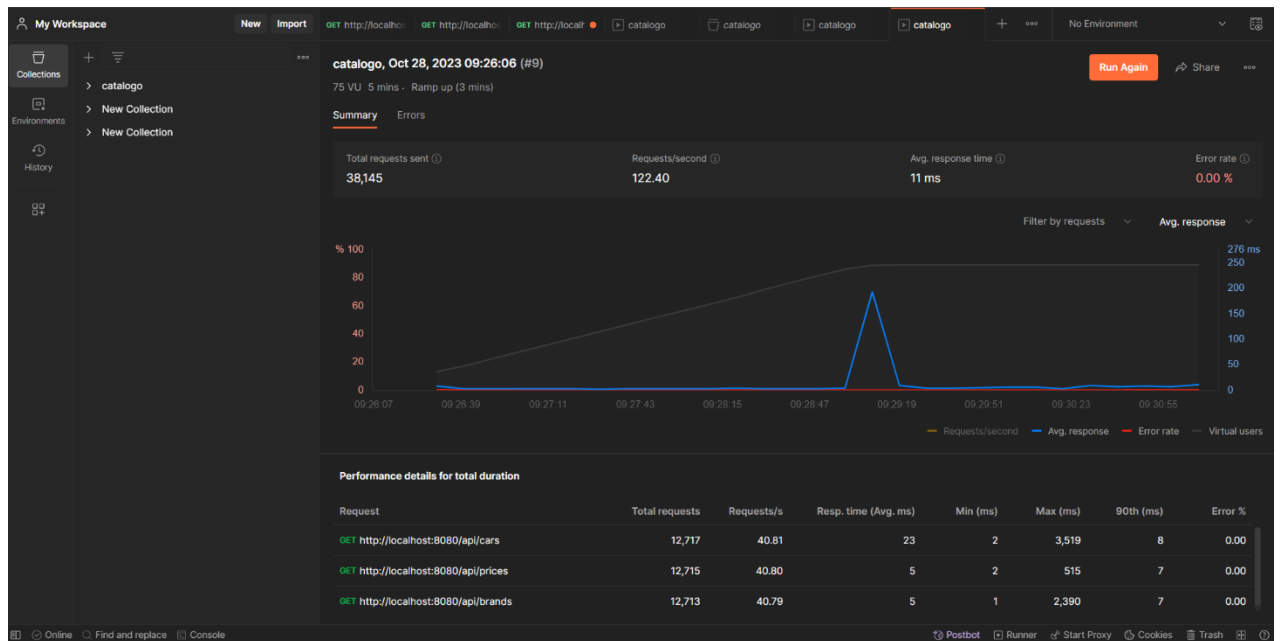 My Workspace New Import GET http://localhos GET http://localhos GET http://localh catalogo catalogo catalogo catalogo No Environment
Collections
Environments
History
catalogo
New Collection
New Collection
catalogo, Oct 28, 2023 09:26:06 (#9)
Run Again Share
75 VU 5 mins · Ramp up (3 mins)
Summary Errors
Total requests sent Requests/second Avg. response time Error rate
38,145 122.40 11 ms 0.00 %
Filter by requests Avg. response
% 100 276 ms
250
80
200
60
150
40
100
20
50
0 0
09:26:07 09:26:39 09:27:11 09:27:43 09:28:15 09:28:47 09:29:19 09:29:51 09:30:23 09:30:55
Requests/second Avg. response Error rate Virtual users
Performance details for total duration
Request Total requests Requests/s Resp. time (Avg. ms) Min (ms) Max (ms) 90th (ms) Error %
GET http://localhost:8080/api/cars 12,717 40.81 23 2 3,519 8 0.00
GET http://localhost:8080/api/prices 12,715 40.80 5 2 515 7 0.00
GET http://localhost:8080/api/brands 12,713 40.79 5 1 2,390 7 0.00
Online Find and replace Console Postbot Runner Start Proxy Cookies Trash